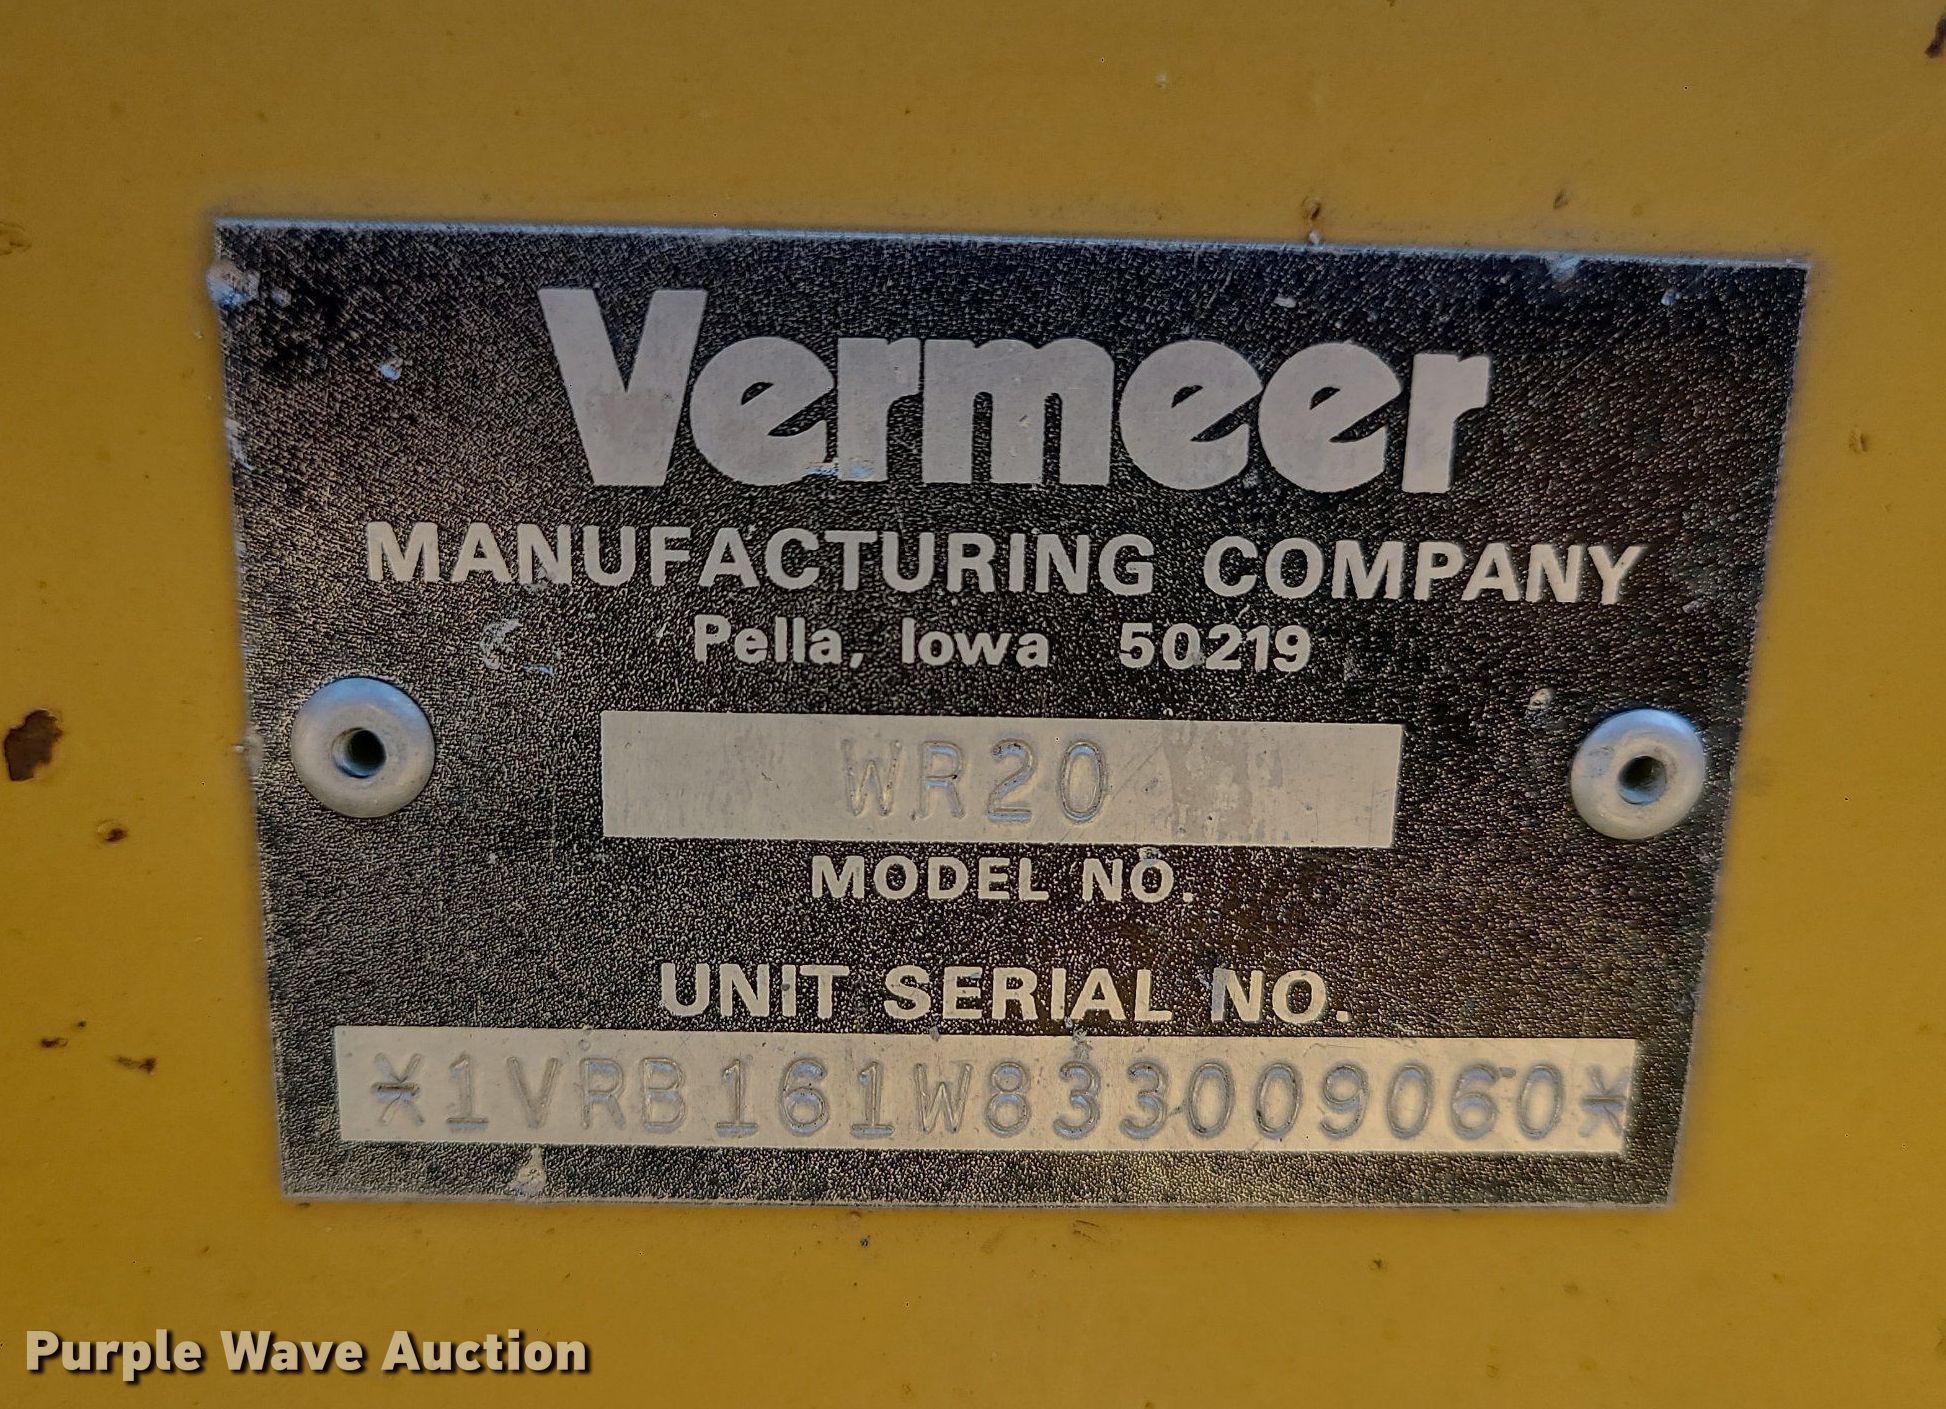 Vermeer
MANUFACTURING COMPANY
Pella, Iowa 50219
WR20
MODEL NO.
UNIT SERIAL NO.
*1VRB161W833009060*
Purple Wave Auction